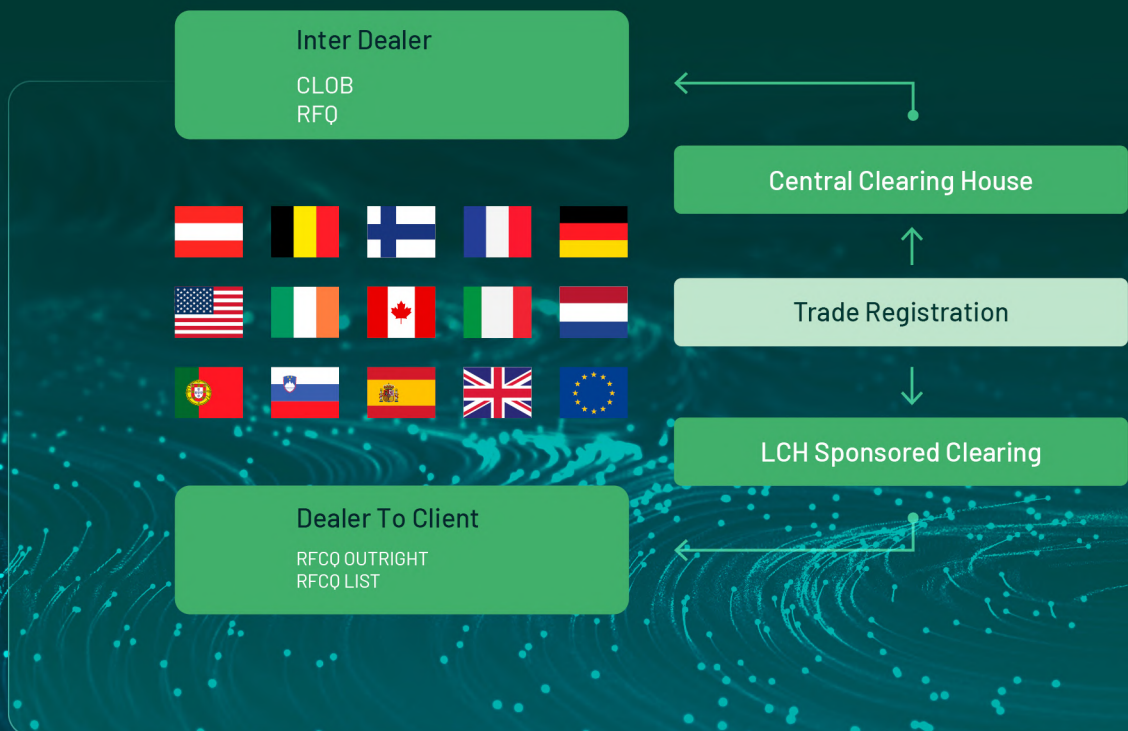 Inter Dealer
CLOB
RFQ
Central Clearing House
Trade Registration
LCH Sponsored Clearing
Dealer To Client
RFCQ OUTRIGHT
RFCQ LIST